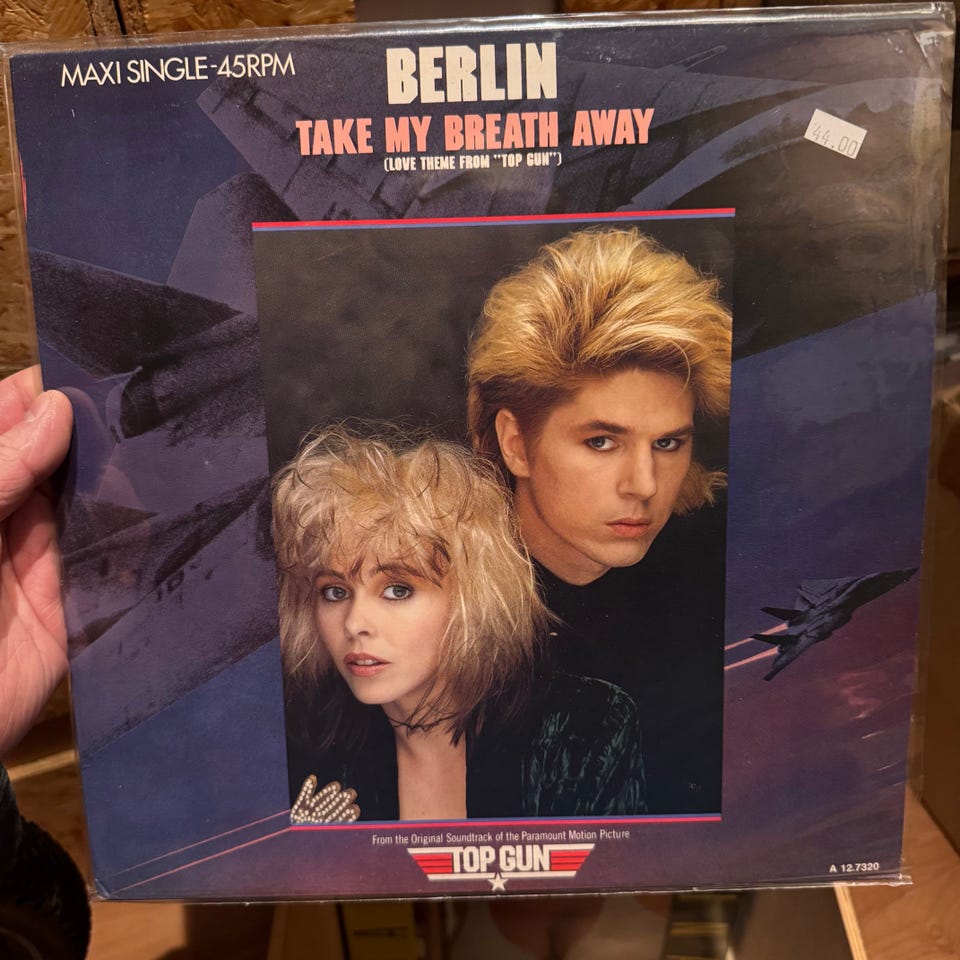 MAXI SINGLE-45RPM
BERLIN
TAKE MY BREATH AWAY
(LOVE THEME FROM "TOP GUN")
44.00
From the Original Soundtrack of the Paramount Motion Picture
TOP GUN
A 12.7320